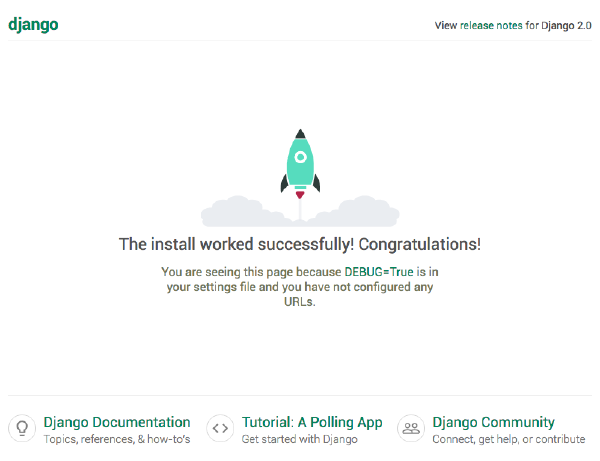 django
View release notes for Django 2.0
The install worked successfully! Congratulations!
You are seeing this page because DEBUG=True is in
your settings file and you have not configured any
URLs.
Django Documentation
Topics, references, & how-to's
Tutorial: A Polling App
Get started with Django
Django Community
Connect, get help, or contribute